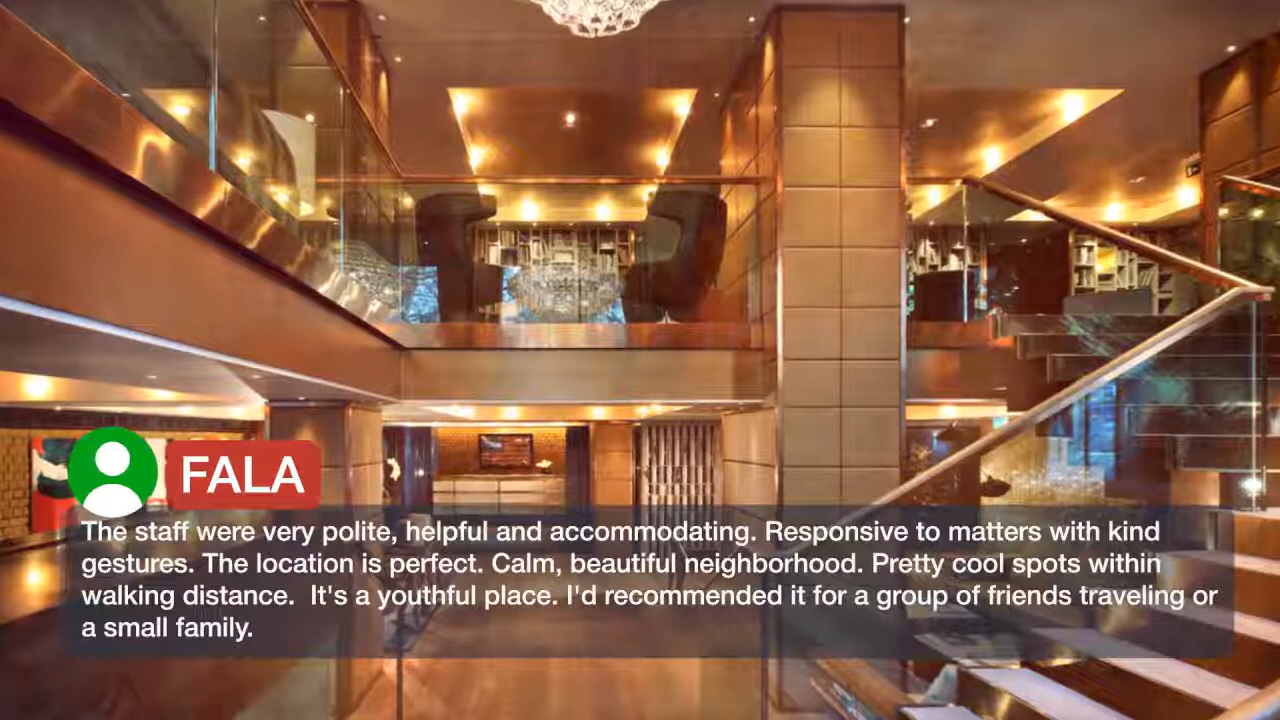 FALA
The staff were very polite, helpful and accommodating. Responsive to matters with kind
gestures. The location is perfect. Calm, beautiful neighborhood. Pretty cool spots within
walking distance.  It's a youthful place. I'd recommended it for a group of friends traveling or
a small family.